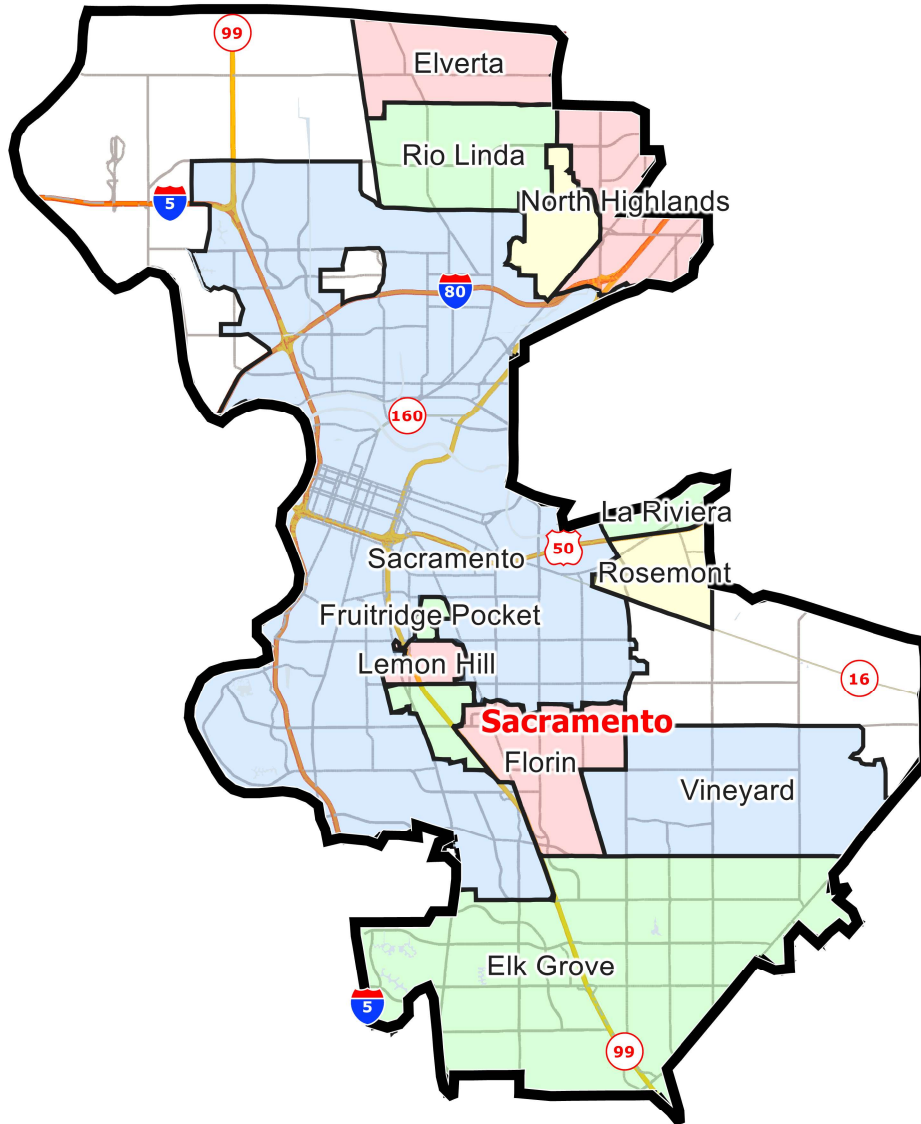 99
Elverta
Rio Linda
North Highlands
5
80
160
La Riviera
50
Sacramento
Rosemont
Fruitridge Pocket
Lemon Hill
16
Sacramento
Florin
Vineyard
Elk Grove
5
99